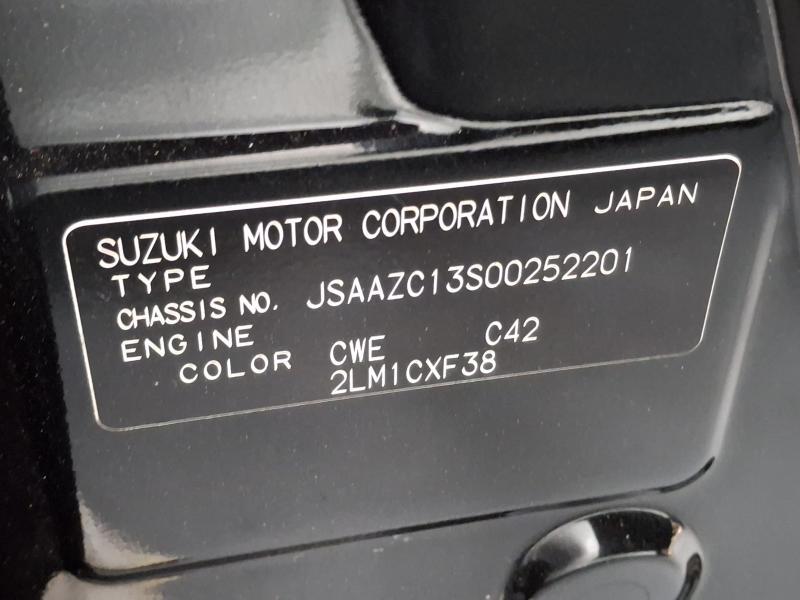 SUZUKI MOTOR CORPORATION JAPAN
TYPE
CHASSIS NO. JSAAZC13S00252201
ENGINE
COLOR CWE C42
2LM1CXF38